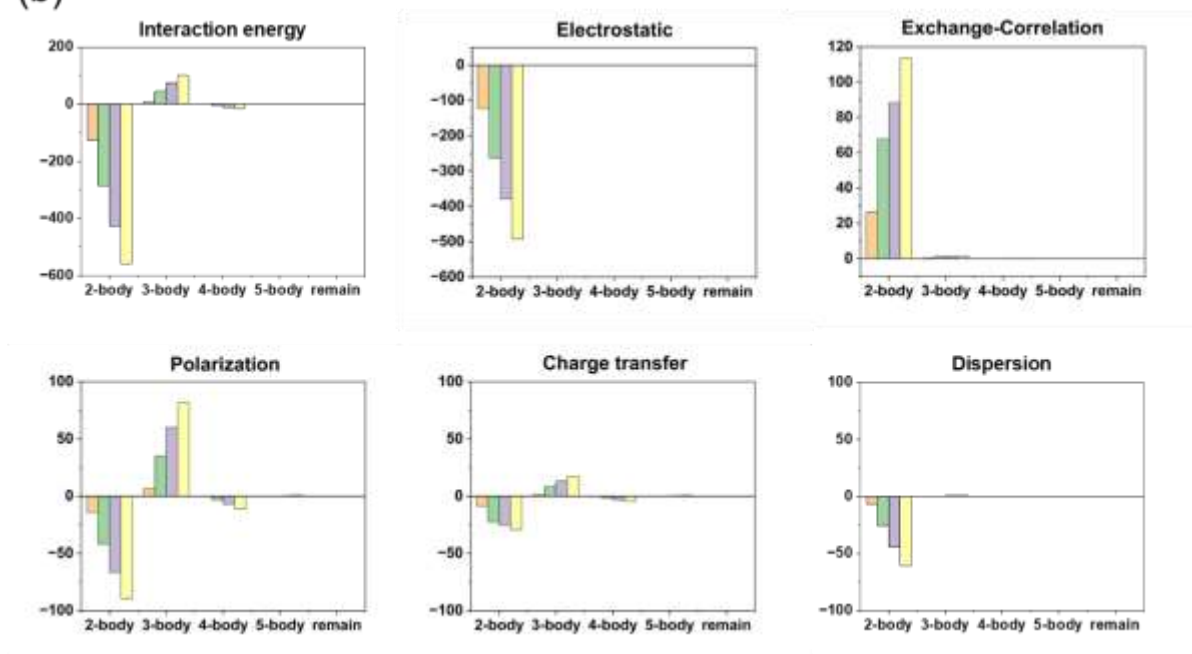 (b)
Interaction energy
200
0
−200
−400
−600
2-body 3-body 4-body 5-body remain
Electrostatic
0
−100
−200
−300
−400
−500
−600
2-body 3-body 4-body 5-body remain
Exchange-Correlation
120
100
80
60
40
20
0
2-body 3-body 4-body 5-body remain
Polarization
100
50
0
−50
−100
2-body 3-body 4-body 5-body remain
Charge transfer
100
50
0
−50
−100
2-body 3-body 4-body 5-body remain
Dispersion
100
50
0
−50
−100
2-body 3-body 4-body 5-body remain